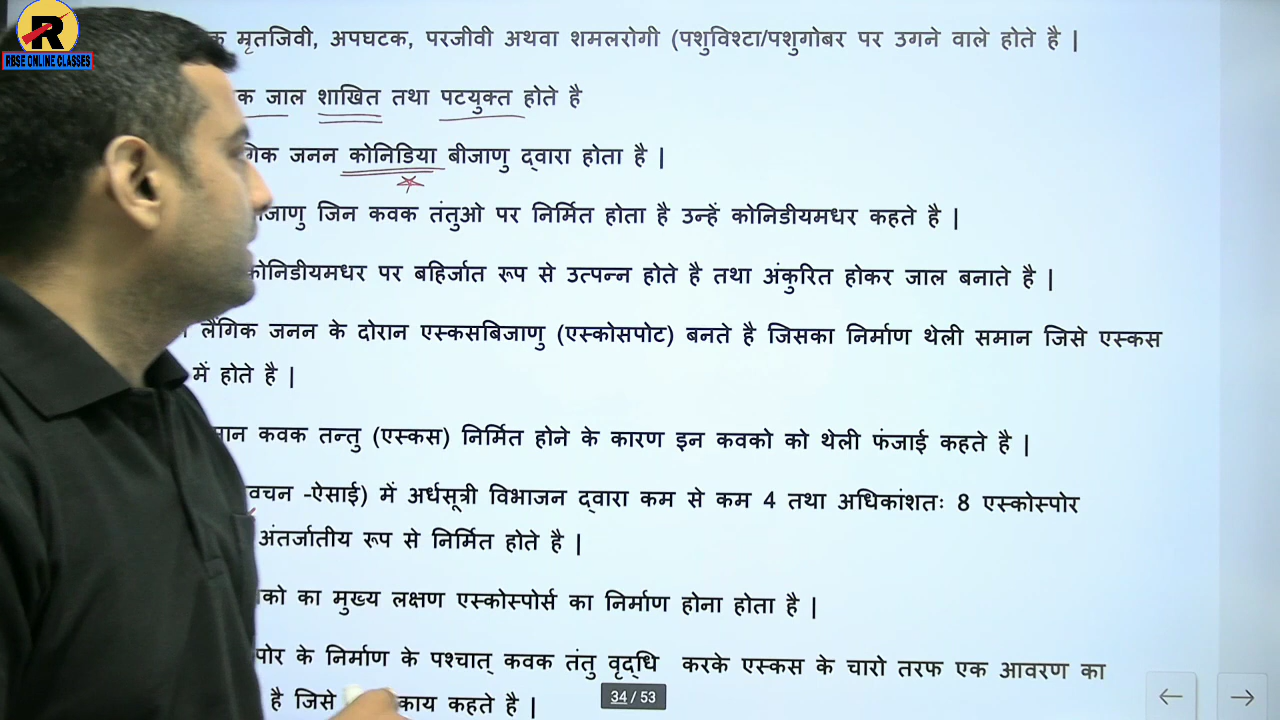 R
RBSE ONLINE CLASSES
मृतजिवी, अपघटक, परजीवी अथवा शमलरोगी (पशुविश्टा/पशुगोबर पर उगने वाले होते है |
क जाल शाखित तथा पटयुक्त होते है
जनन कोनिडिया बीजाणु द्वारा होता है |
जिन कवक तंतुओ पर निर्मित होता है उन्हें कोनिडीयमधर कहते है |
कोनिडीयमधर पर बहिर्जात रूप से उत्पन्न होते है तथा अंकुरित होकर जाल बनाते है |
लैंगिक जनन के दोरान एस्कसबिजाणु (एस्कोसपोट) बनते है जिसका निर्माण थेली समान जिसे एस्कस
में होते है |
कवक तन्तु (एस्कस) निर्मित होने के कारण इन कवको को थेली फंजाई कहते है |
वचन -ऐसाई) में अर्धसूत्री विभाजन द्वारा कम से कम 4 तथा अधिकांशतः 8 एस्कोस्पोर
अंतर्जातीय रूप से निर्मित होते है |
का मुख्य लक्षण एस्कोस्पोर्स का निर्माण होना होता है |
के निर्माण के पश्चात् कवक तंतु वृद्धि करके एस्कस के चारो तरफ एक आवरण का
है जिसे काय कहते है |
34 / 53